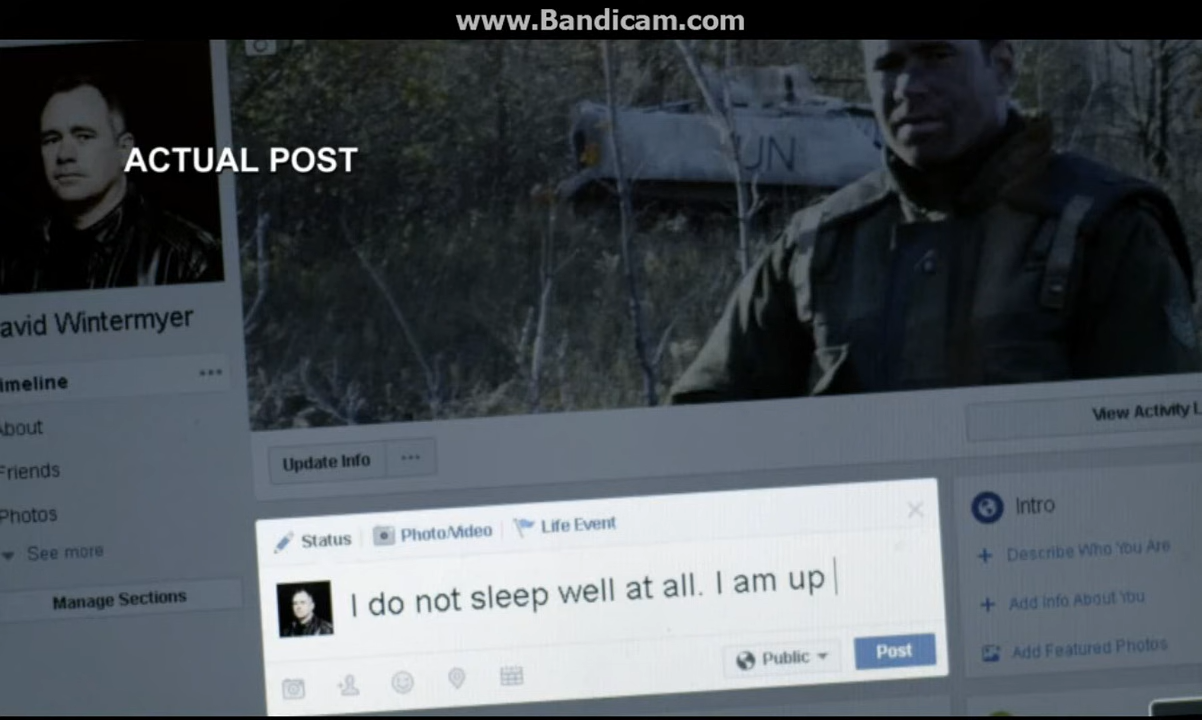 www.Bandicam.com
ACTUAL POST
UN
avid Wintermyer
imeline
About
Friends
Photos
See more
Manage Sections
Update Info
View Activity L
Status
Photo/Video
Life Event
I do not sleep well at all. I am up
Public
Post
Intro
Describe Who You Are
Add Info About You
Add Featured Photos